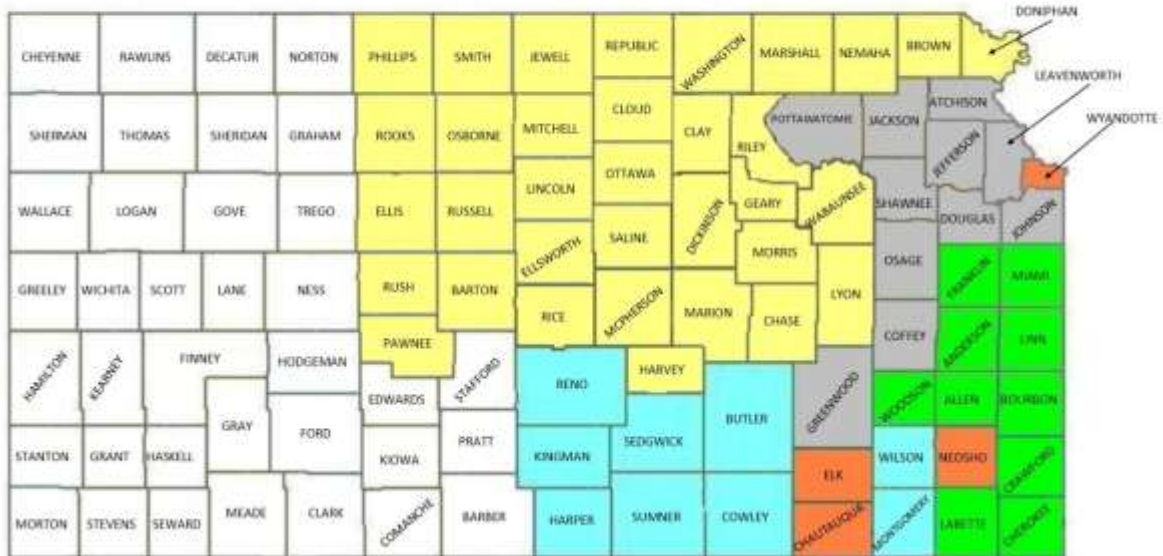 DONIPHAN
CHEYENNE RAWLINS DECATUR NORTON PHILLIPS SMITH JEWELL REPUBLIC WASHINGTON MARSHALL NEMAHA BROWN
LEAVENWORTH
WYANDOTTE
SHERMAN THOMAS SHERIDAN GRAHAM ROOKS OSBORNE MITCHELL CLOUD CLAY RILEY POTTAWATOMIE JACKSON ATCHISON JEFFERSON
WALLACE LOGAN GOVE TREGO ELLIS RUSSELL LINCOLN OTTAWA DICKINSON GEARY WABAUNSEE SHAWNEE DOUGLAS JOHNSON
GREELEY WICHITA SCOTT LANE NESS RUSH BARTON ELLSWORTH SALINE MORRIS LYON OSAGE FRANKLIN MIAMI
RICE MCPHERSON MARION CHASE COFFEY ANDERSON LINN
HAMILTON KEARNEY FINNEY HODGEMAN PAWNEE STAFFORD RENO HARVEY BUTLER GREENWOOD WOODSON ALLEN BOURBON
GRAY FORD EDWARDS PRATT KINGMAN SEDGWICK
STANTON GRANT HASKELL KIOWA ELK WILSON NEOSHO CRAWFORD
MORTON STEVENS SEWARD MEADE CLARK COMANCHE BARBER HARPER SUMNER COWLEY CHAUTAUQUA MONTGOMERY LABETTE CHEROKEE